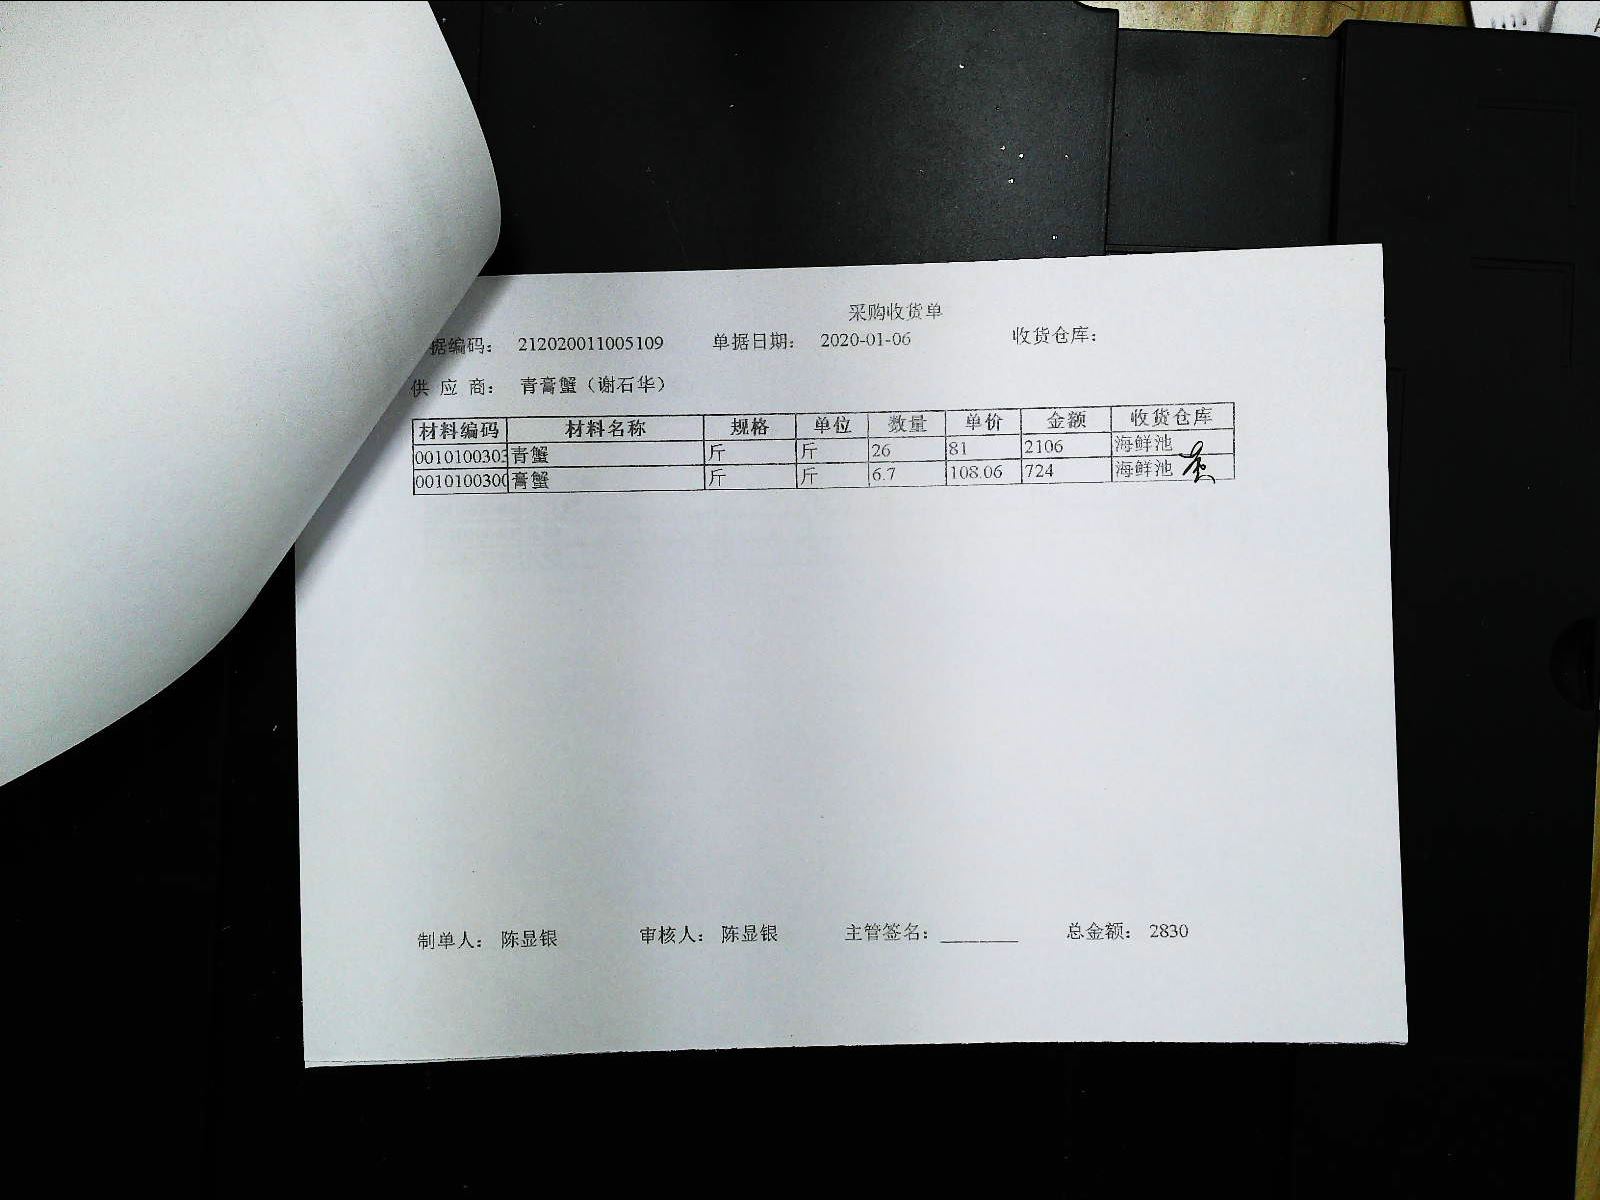 采购收货单
据编码： 212020011005109 单据日期： 2020-01-06 收货仓库：
供 应 商： 青膏蟹（谢石华）
材料编码 材料名称 规格 单位 数量 单价 金额 收货仓库
0010100303 青蟹 斤 斤 26 81 2106 海鲜池
0010100300 膏蟹 斤 斤 6.7 108.06 724 海鲜池
制单人： 陈显银 审核人： 陈显银 主管签名： 总金额： 2830